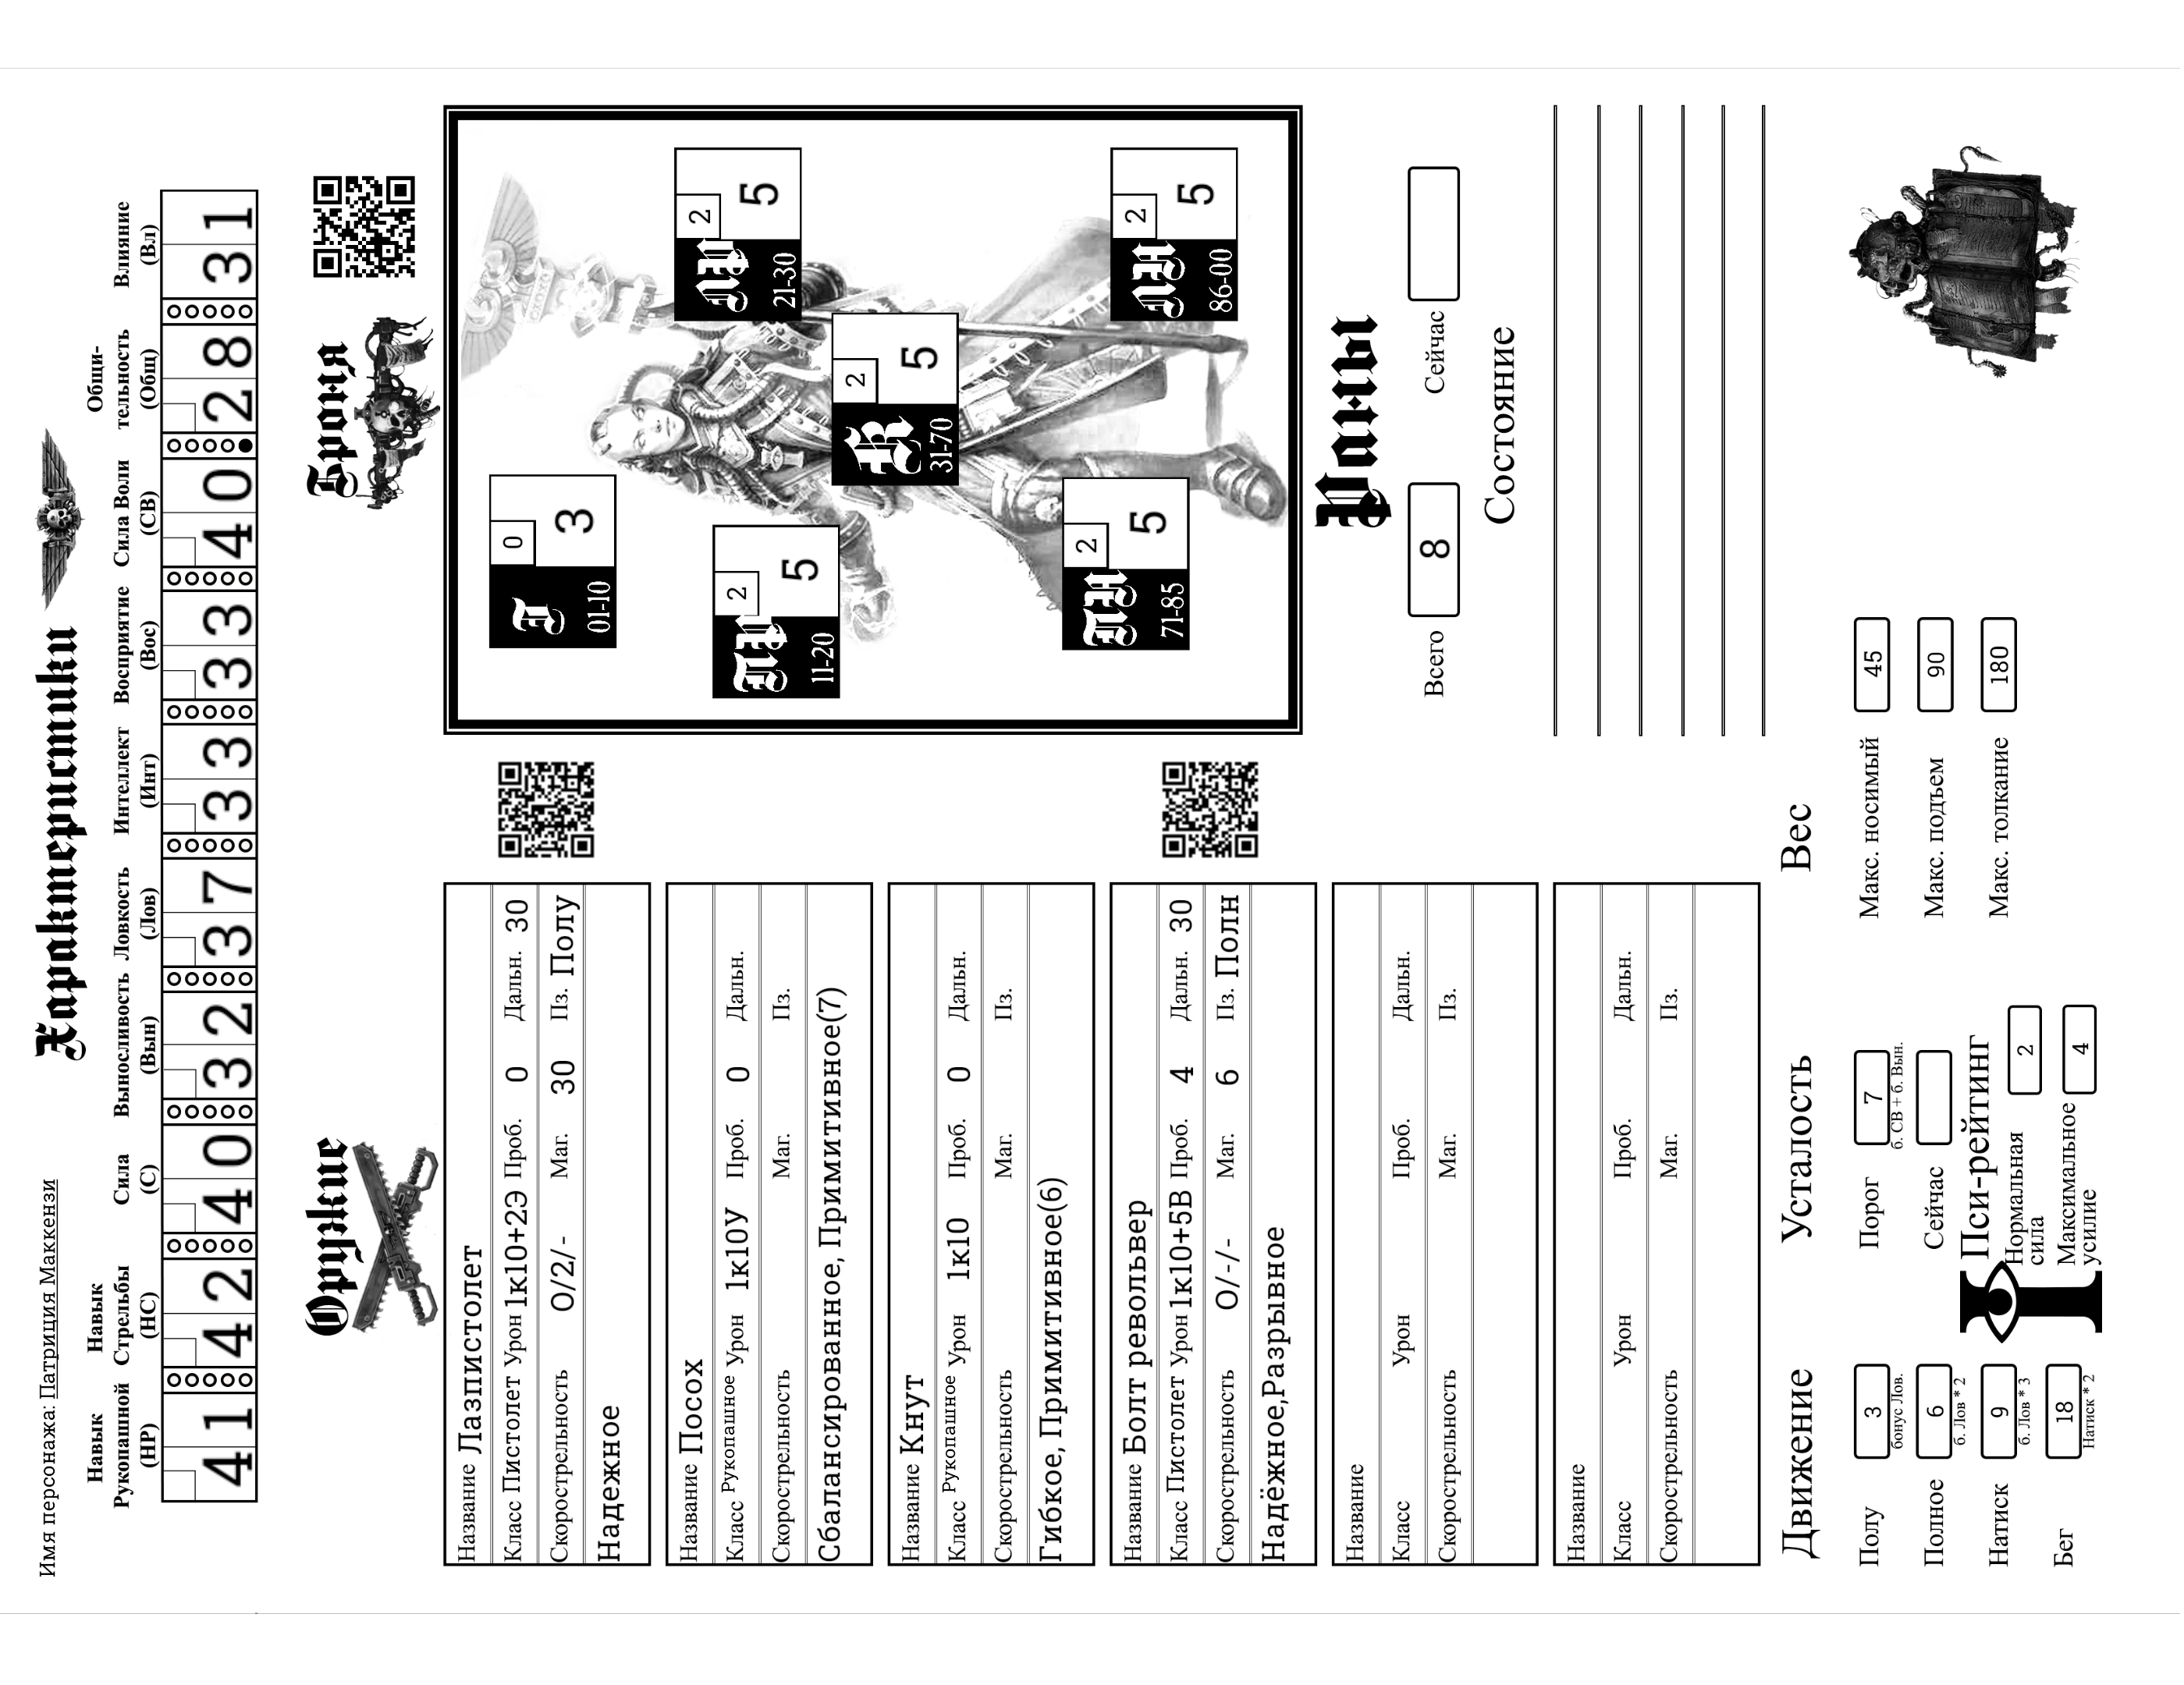 Имя персонажа: Патриция Маккензи
Характеристики
Навык Рукопашной (НР)
Навык Стрельбы (НС)
Сила (С)
Выносливость (Вын)
Ловкость (Лов)
Интеллект (Инт)
Восприятие (Вос)
Сила Воли (СВ)
Общи-
тельность (Общ)
Влияние (Вл)
41 42 40 32 37 33 33 40 28 31
Оружие
Название Лазпистолет
Класс Пистолет Урон 1к10+2Э Проб. 0 Дальн. 30
Скорострельность О/2/- Маг. 30 Пз. Полу
Надежное
Название Посох
Класс Рукопашное Урон 1к10У Проб. 0 Дальн.
Скорострельность Маг. Пз.
Сбалансированное, Примитивное(7)
Название Кнут
Класс Рукопашное Урон 1к10 Проб. 0 Дальн.
Скорострельность Маг. Пз.
Гибкое, Примитивное(6)
Название Болт револьвер
Класс Пистолет Урон 1к10+5В Проб. 4 Дальн. 30
Скорострельность О/-/- Маг. 6 Пз. Полн
Надёжное,Разрывное
Название
Класс Урон Проб. Дальн.
Скорострельность Маг. Пз.
Название
Класс Урон Проб. Дальн.
Скорострельность Маг. Пз.
Броня
Г 01-10 0 3
ПР 11-20 2 5
ЛР 21-30 2 5
К 31-70 2 5
ПН 71-85 2 5
ЛН 86-00 2 5
Раны
Всего 8 Сейчас
Состояние
Движение
Полу 3
бонус Лов.
Полное 6
б. Лов * 2
Натиск 9
б. Лов * 3
Бег 18
Натиск * 2
Усталость
Порог 7
б. СВ + б. Вын.
Сейчас
Пси-рейтинг
Нормальная сила 2
Максимальное усилие 4
Вес
Макс. носимый 45
Макс. подъем 90
Макс. толкание 180